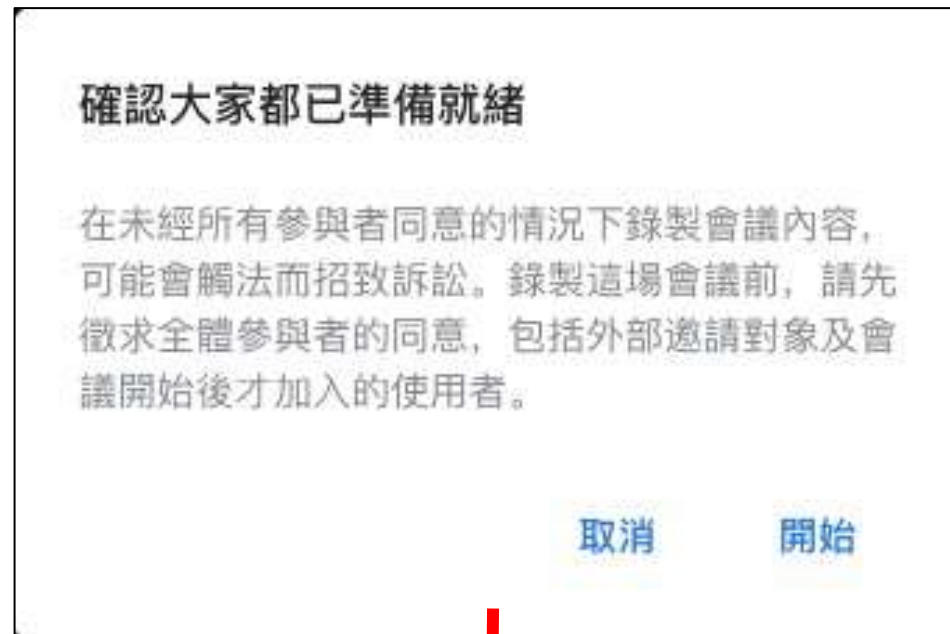 確認大家都已準備就緒
在未經所有參與者同意的情況下錄製會議內容，
可能會觸法而招致訴訟。錄製這場會議前，請先
徵求全體參與者的同意，包括外部邀請對象及會
議開始後才加入的使用者。
取消 開始